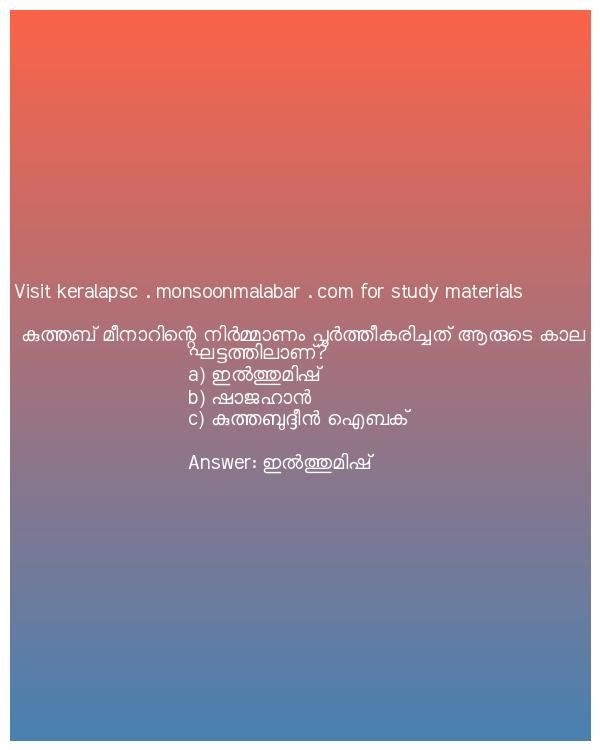 Visit keralapsc . monsoonmalabar . com for study materials
കുത്തബ് മീനാറിന്റെ നിർമ്മാണം പൂർത്തീകരിച്ചത് ആരുടെ കാല
ഘട്ടത്തിലാണ്?
a) ഇൽത്തുമിഷ്
b) ഷാജഹാൻ
c) കുത്തബുദ്ദീൻ ഐബക്
Answer: ഇൽത്തുമിഷ്